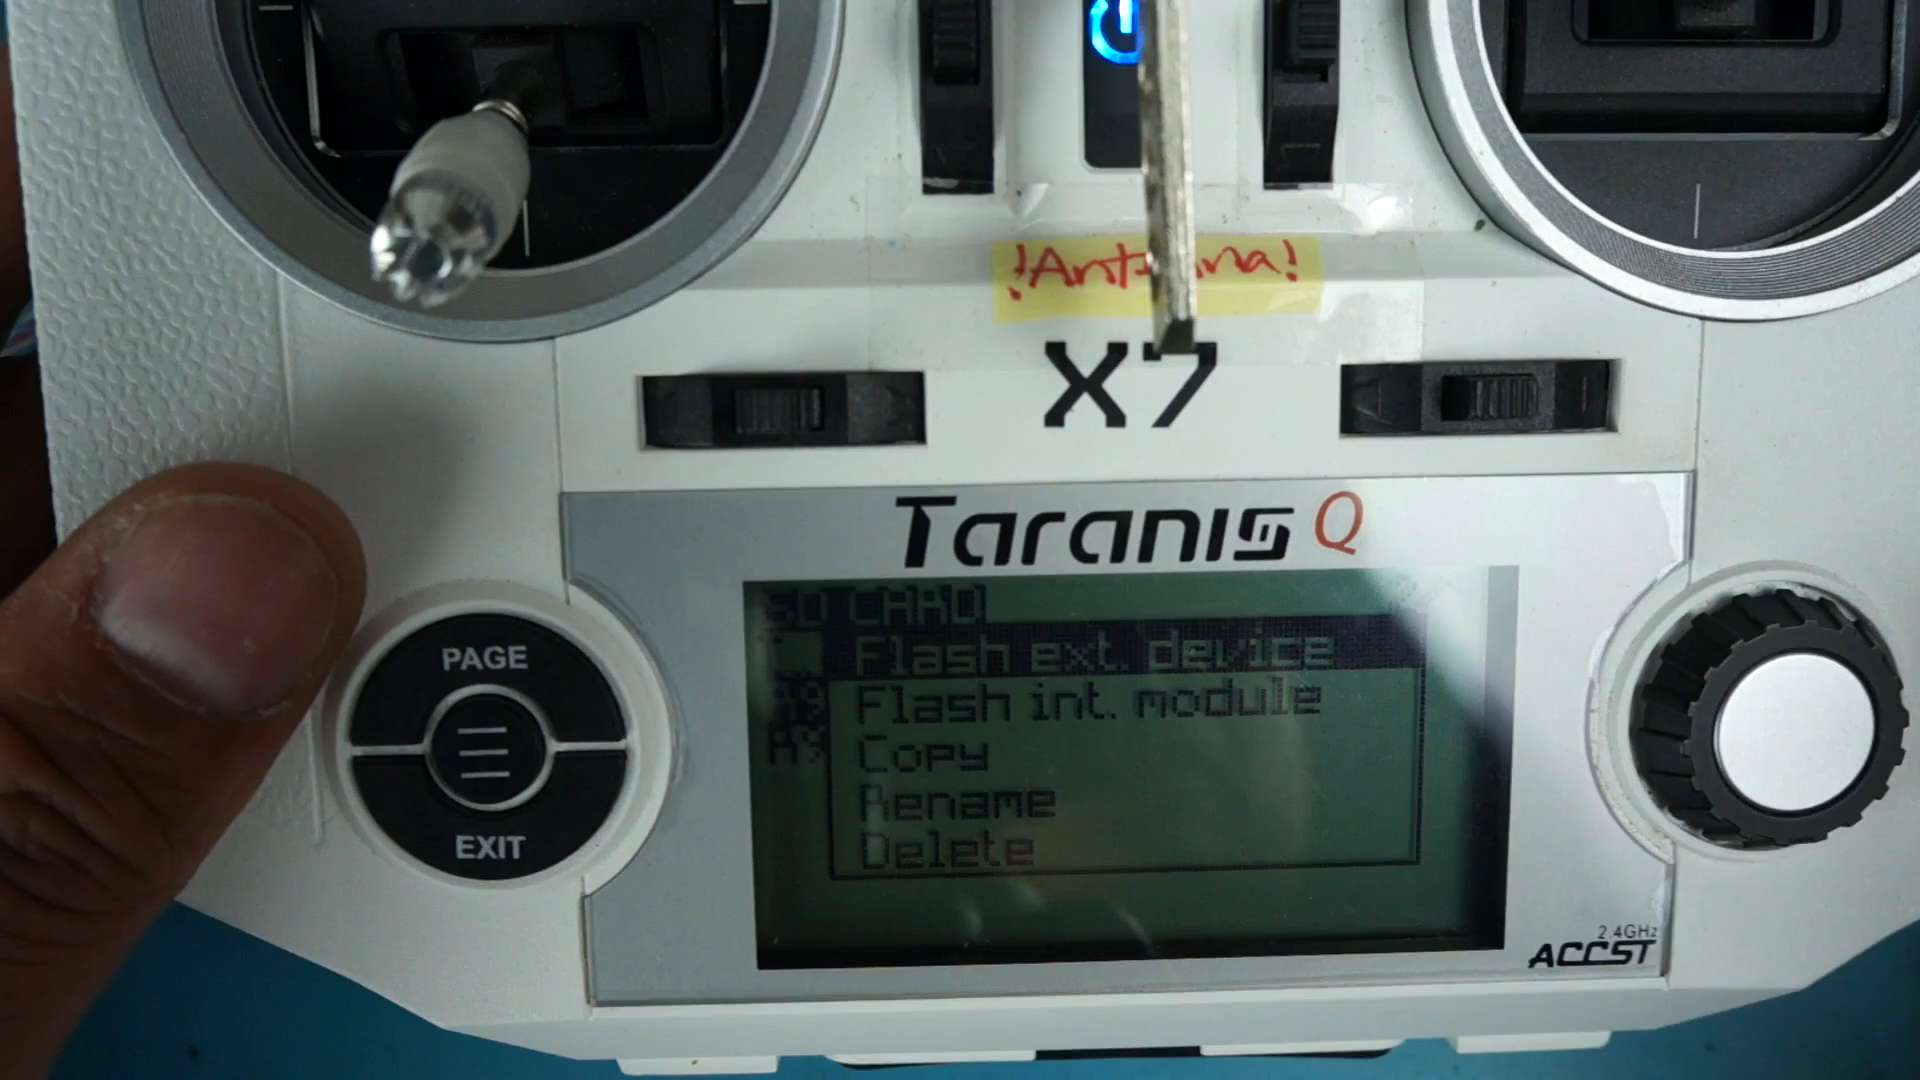 !Antenna!
X7
Taranis Q
PAGE
EXIT
SD CARD
Flash ext. device
Flash int. module
Copy
Rename
Delete
2.4GHz
ACCST